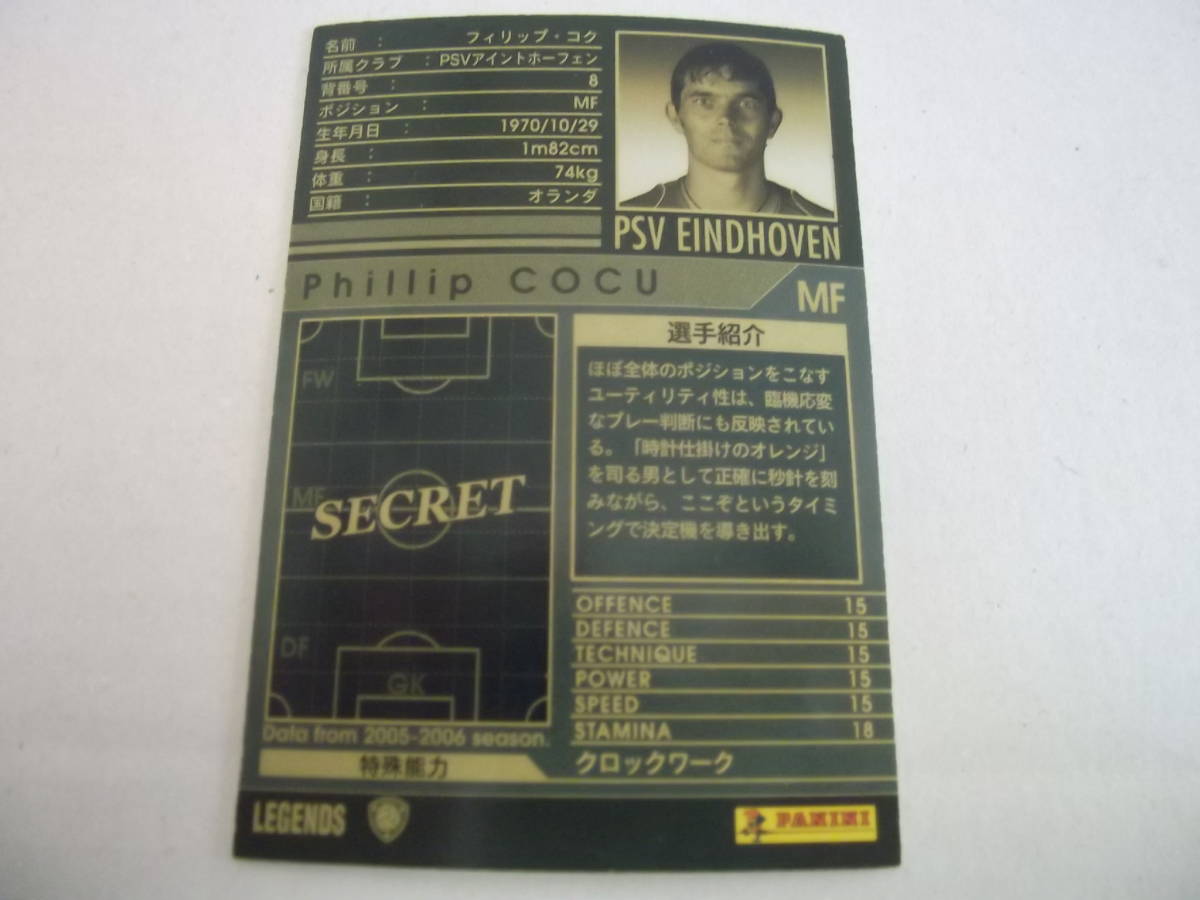 名前 : フィリップ・コク
所属クラブ : PSVアイントホーフェン
背番号 : 8
ポジション : MF
生年月日 : 1970/10/29
身長 : 1m82cm
体重 : 74kg
国籍 : オランダ
PSV EINDHOVEN
Phillip COCU
MF
FW
MF
SECRET
DF
GK
Data from 2005-2006 season.
選手紹介
ほぼ全体のポジションをこなす
ユーティリティ性は、臨機応変
なプレー判断にも反映されてい
る。「時計仕掛けのオレンジ」
を司る男として正確に秒針を刻
みながら、ここぞというタイミ
ングで決定機を導き出す。
OFFENCE 15
DEFENCE 15
TECHNIQUE 15
POWER 15
SPEED 15
STAMINA 18
特殊能力 クロックワーク
LEGENDS
PANINI